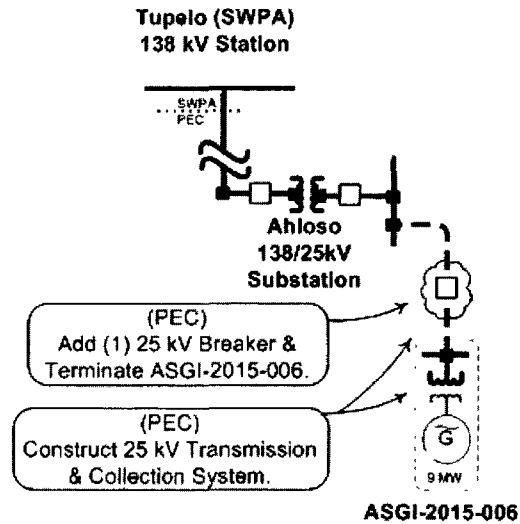 Tupelo (SWPA)
138 kV Station
SWPA
PEC
Ahloso
138/25kV
Substation
(PEC)
Add (1) 25 kV Breaker &
Terminate ASGI-2015-006.
(PEC)
Construct 25 kV Transmission
& Collection System.
G
9 MW
ASGI-2015-006